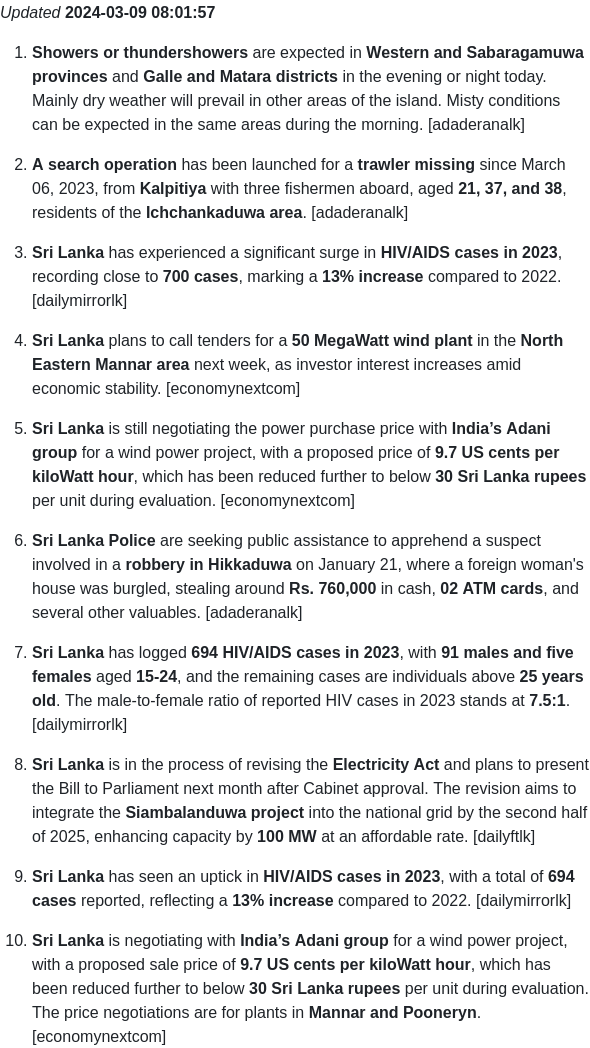 Updated 2024-03-09 08:01:57
1. Showers or thundershowers are expected in Western and Sabaragamuwa
provinces and Galle and Matara districts in the evening or night today.
Mainly dry weather will prevail in other areas of the island. Misty conditions
can be expected in the same areas during the morning. [adaderanalk]
2. A search operation has been launched for a trawler missing since March
06, 2023, from Kalpitiya with three fishermen aboard, aged 21, 37, and 38,
residents of the Ichchankaduwa area. [adaderanalk]
3. Sri Lanka has experienced a significant surge in HIV/AIDS cases in 2023,
recording close to 700 cases, marking a 13% increase compared to 2022.
[dailymirrorlk]
4. Sri Lanka plans to call tenders for a 50 MegaWatt wind plant in the North
Eastern Mannar area next week, as investor interest increases amid
economic stability. [economynextcom]
5. Sri Lanka is still negotiating the power purchase price with India’s Adani
group for a wind power project, with a proposed price of 9.7 US cents per
kiloWatt hour, which has been reduced further to below 30 Sri Lanka rupees
per unit during evaluation. [economynextcom]
6. Sri Lanka Police are seeking public assistance to apprehend a suspect
involved in a robbery in Hikkaduwa on January 21, where a foreign woman's
house was burgled, stealing around Rs. 760,000 in cash, 02 ATM cards, and
several other valuables. [adaderanalk]
7. Sri Lanka has logged 694 HIV/AIDS cases in 2023, with 91 males and five
females aged 15-24, and the remaining cases are individuals above 25 years
old. The male-to-female ratio of reported HIV cases in 2023 stands at 7.5:1.
[dailymirrorlk]
8. Sri Lanka is in the process of revising the Electricity Act and plans to present
the Bill to Parliament next month after Cabinet approval. The revision aims to
integrate the Siambalanduwa project into the national grid by the second half
of 2025, enhancing capacity by 100 MW at an affordable rate. [dailyftlk]
9. Sri Lanka has seen an uptick in HIV/AIDS cases in 2023, with a total of 694
cases reported, reflecting a 13% increase compared to 2022. [dailymirrorlk]
10. Sri Lanka is negotiating with India’s Adani group for a wind power project,
with a proposed sale price of 9.7 US cents per kiloWatt hour, which has
been reduced further to below 30 Sri Lanka rupees per unit during evaluation.
The price negotiations are for plants in Mannar and Pooneryn.
[economynextcom]